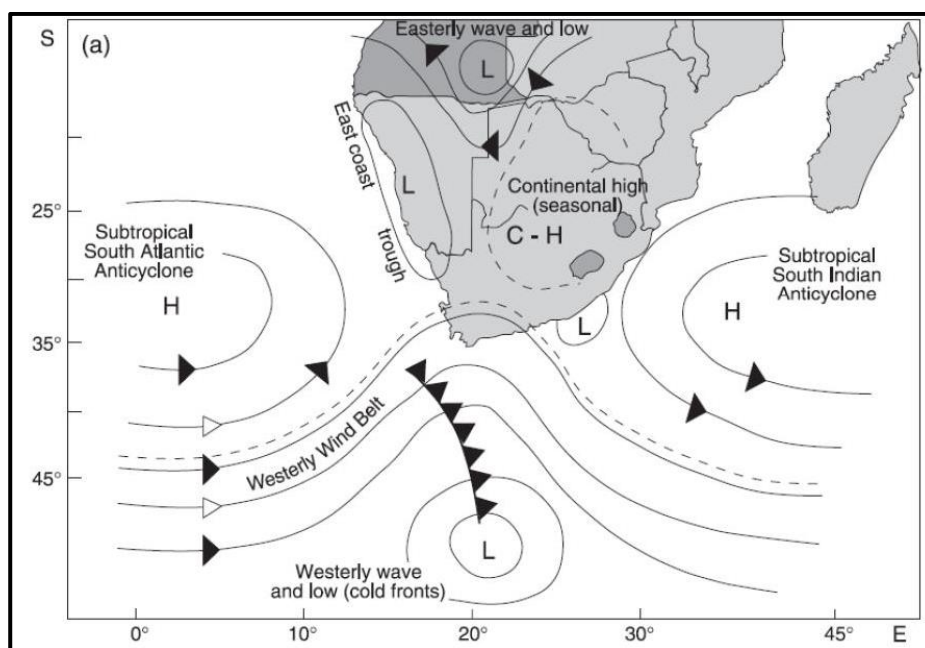 S
(a)
Easterly wave and low
L
East coast
trough
L
Continental high
(seasonal)
C - H
25°
Subtropical
South Atlantic
Anticyclone
H
Subtropical
South Indian
Anticyclone
H
L
35°
Westerly Wind Belt
45°
L
Westerly wave
and low (cold fronts)
0°
10°
20°
30°
45°
E